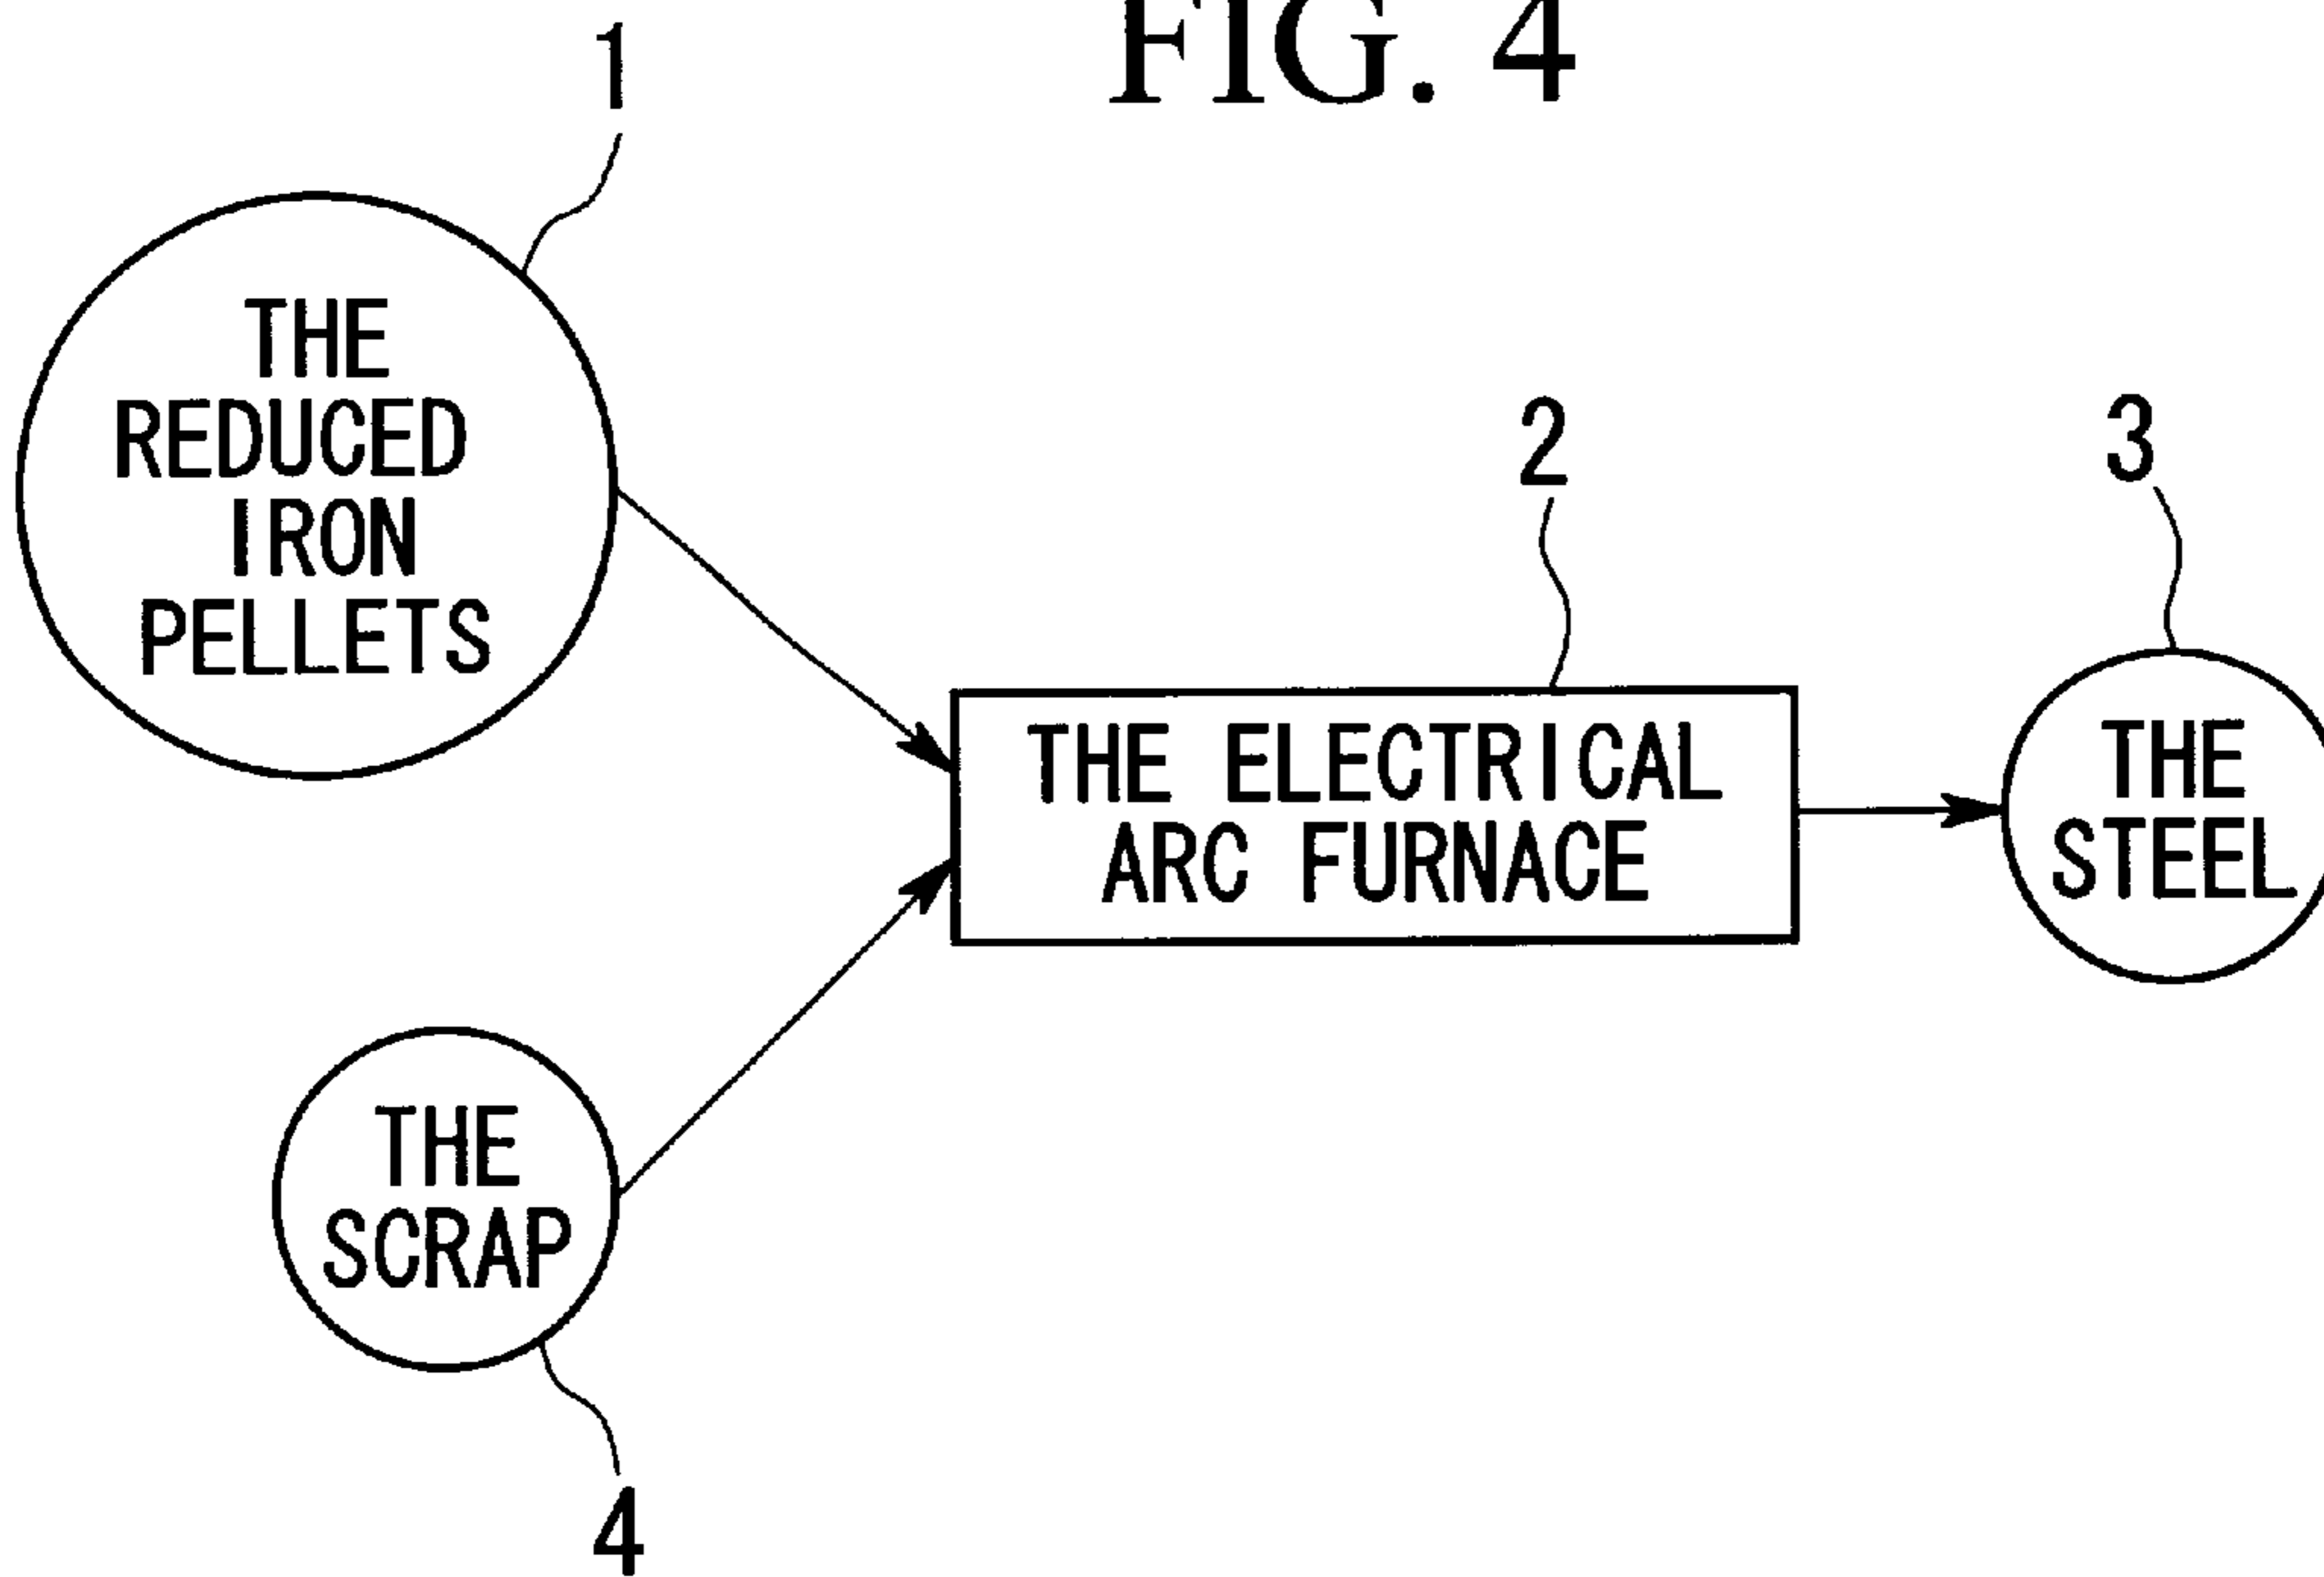 FIG. 4
1
THE
REDUCED
IRON
PELLETS
2
THE ELECTRICAL
ARC FURNACE
3
THE
STEEL
THE
SCRAP
4